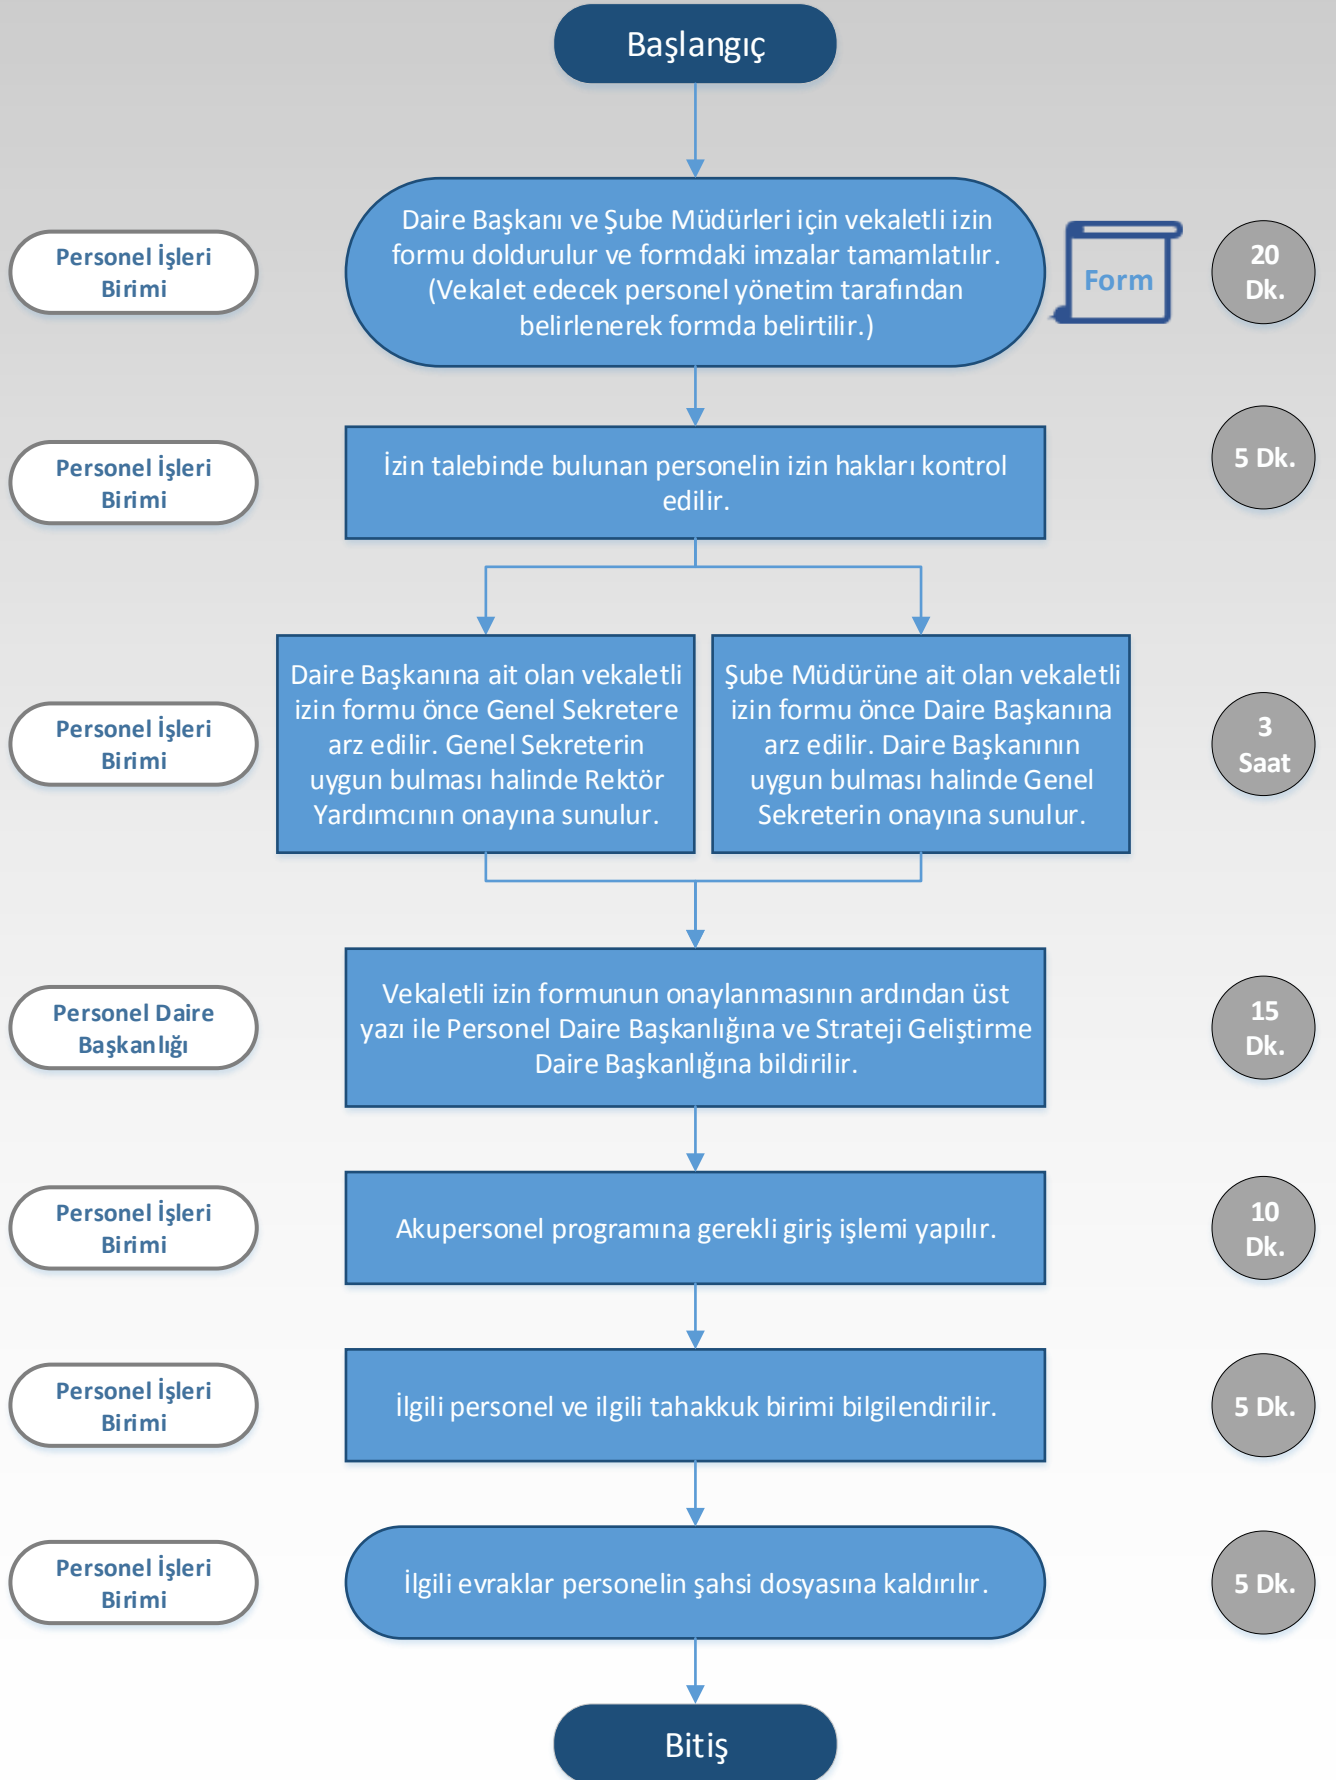 Başlangıç
Personel İşleri
Birimi
Daire Başkanı ve Şube Müdürleri için vekaletli izin
formu doldurulur ve formdaki imzalar tamamlatılır.
(Vekalet edecek personel yönetim tarafından
belirlenerek formda belirtilir.)
Form
20
Dk.
Personel İşleri
Birimi
İzin talebinde bulunan personelin izin hakları kontrol
edilir.
5 Dk.
Personel İşleri
Birimi
Daire Başkanına ait olan vekaletli
izin formu önce Genel Sekretere
arz edilir. Genel Sekreterin
uygun bulması halinde Rektör
Yardımcının onayına sunulur.
Şube Müdürüne ait olan vekaletli
izin formu önce Daire Başkanına
arz edilir. Daire Başkanının
uygun bulması halinde Genel
Sekreterin onayına sunulur.
3
Saat
Personel Daire
Başkanlığı
Vekaletli izin formunun onaylanmasının ardından üst
yazı ile Personel Daire Başkanlığına ve Strateji Geliştirme
Daire Başkanlığına bildirilir.
15
Dk.
Personel İşleri
Birimi
Akupersonel programına gerekli giriş işlemi yapılır.
10
Dk.
Personel İşleri
Birimi
İlgili personel ve ilgili tahakkuk birimi bilgilendirilir.
5 Dk.
Personel İşleri
Birimi
İlgili evraklar personelin şahsi dosyasına kaldırılır.
5 Dk.
Bitiş